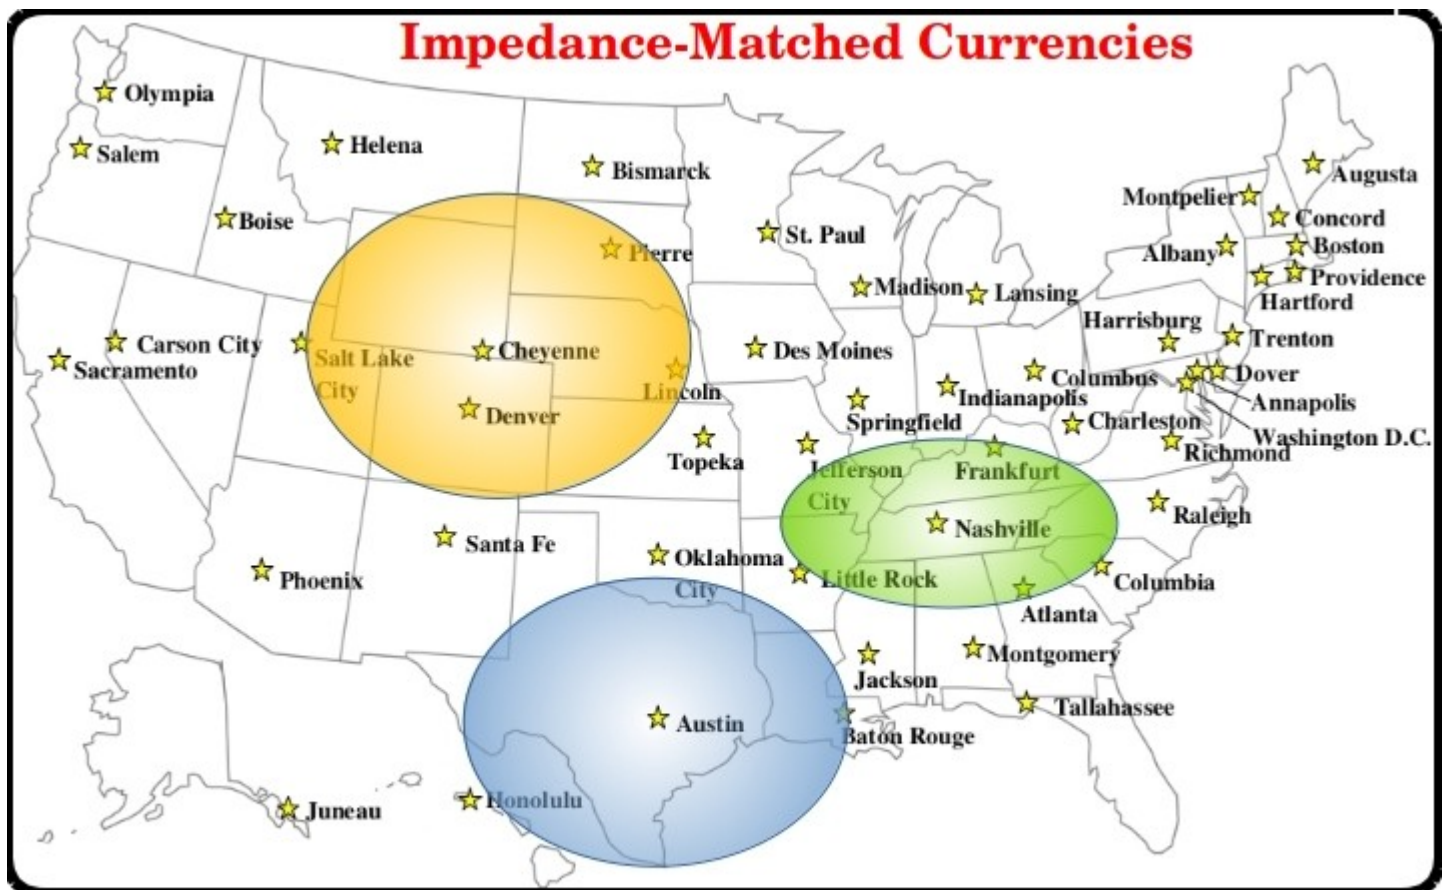 Impedance-Matched Currencies
Olympia
Salem
Helena
Bismarck
Boise
Pierre
St. Paul
Madison
Lansing
Augusta
Montpelier
Concord
Albany
Boston
Providence
Hartford
Harrisburg
Trenton
Carson City
Sacramento
Salt Lake
City
Cheyenne
Denver
Lincoln
Des Moines
Topeka
Springfield
Indianapolis
Columbus
Charleston
Dover
Annapolis
Washington D.C.
Richmond
Jefferson
City
Frankfurt
Nashville
Raleigh
Santa Fe
Phoenix
Oklahoma
City
Little Rock
Columbia
Atlanta
Jackson
Montgomery
Tallahassee
Austin
Baton Rouge
Juneau
Honolulu